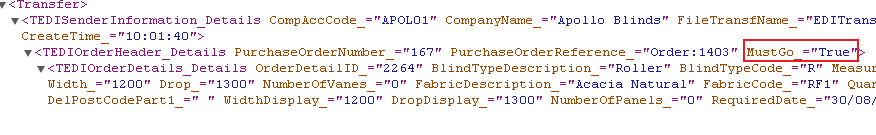 ▼<Transfer>
▼<TEDISenderInformation_Details CompAccCode_="APOL01" CompanyName_="Apollo Blinds" FileTransfName_="EDITrans
CreateTime_="10:01:40">
▼<TEDIOrderHeader_Details PurchaseOrderNumber_="167" PurchaseOrderReference_="Order:1403" MustGo_="True">
▼<TEDIOrderDetails_Details OrderDetailID_="2264" BlindTypeDescription_="Roller" BlindTypeCode_="R" Measur
Width_="1200" Drop_="1300" NumberOfVanes_="0" FabricDescription_="Acacia Natural" FabricCode_="RF1" Quan
DelPostCodePart1_=" " WidthDisplay_="1200" DropDisplay_="1300" NumberOfPanels_="0" RequiredDate_="30/08/